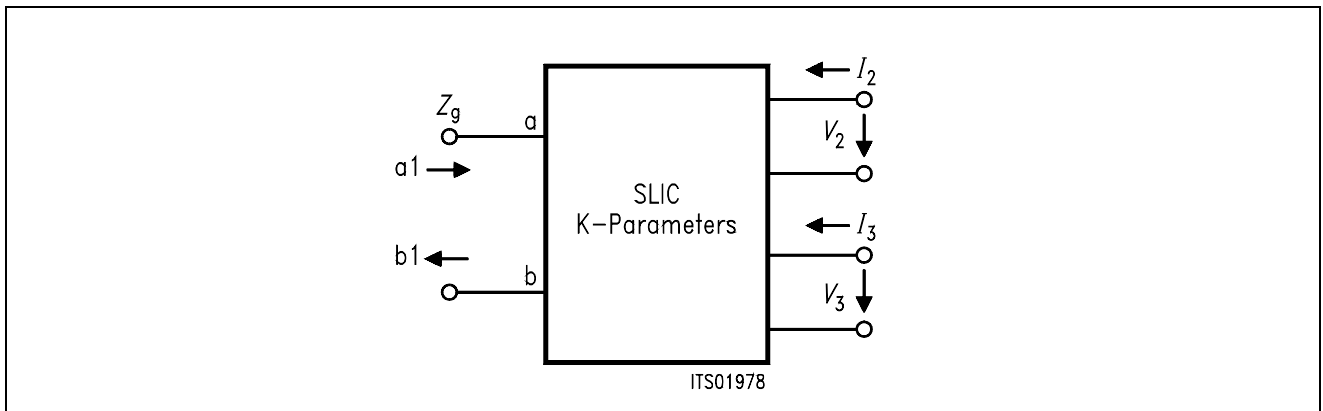 Zg
a
a1
b1
b
SLIC
K-Parameters
I2
V2
I3
V3
ITS01978